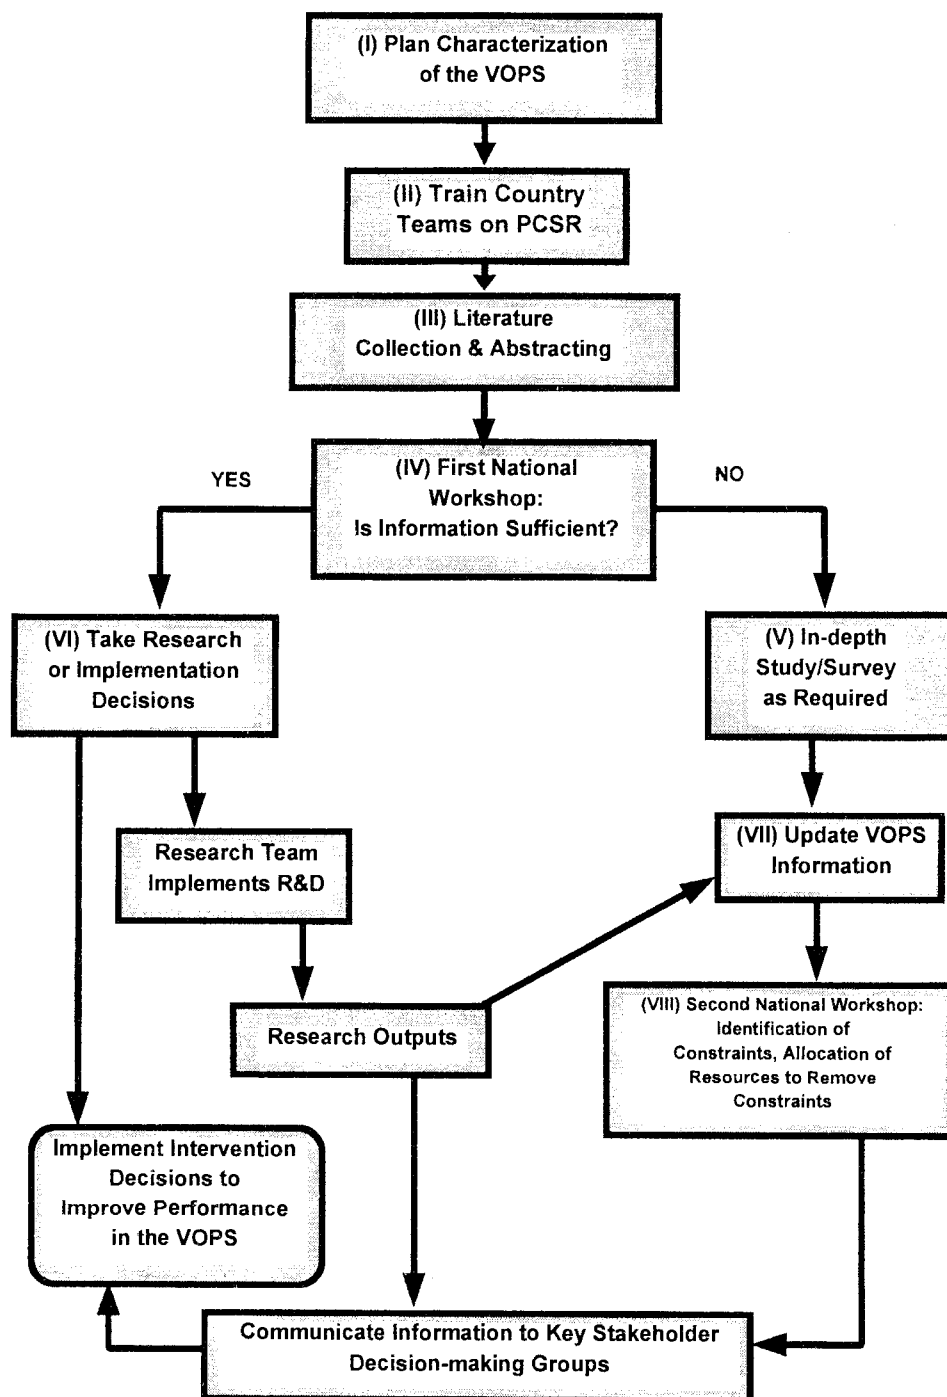 (I) Plan Characterization
of the VOPS
(II) Train Country
Teams on PCSR
(III) Literature
Collection & Abstracting
(IV) First National
Workshop:
Is Information Sufficient?
YES
NO
(VI) Take Research
or Implementation
Decisions
(V) In-depth
Study/Survey
as Required
Research Team
Implements R&D
(VII) Update VOPS
Information
Research Outputs
(VIII) Second National Workshop:
Identification of
Constraints, Allocation of
Resources to Remove
Constraints
Implement Intervention
Decisions to
Improve Performance
in the VOPS
Communicate Information to Key Stakeholder
Decision-making Groups